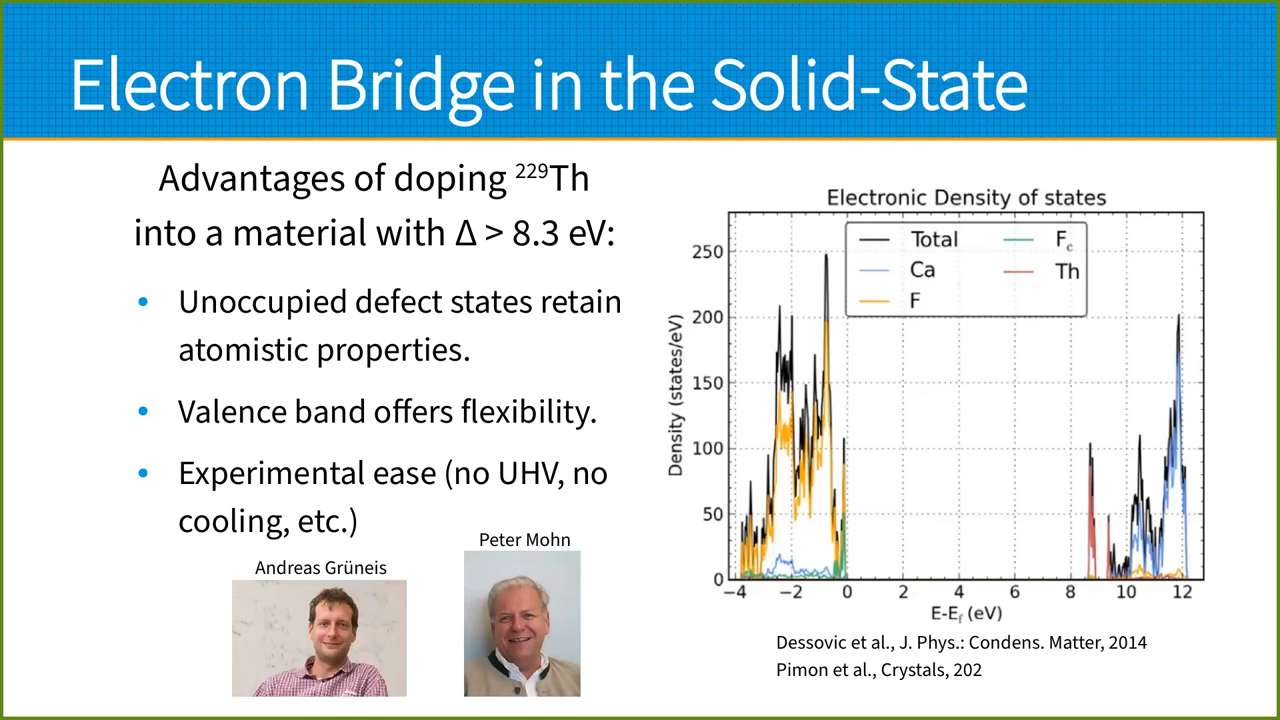 Electron Bridge in the Solid-State
Advantages of doping ²²⁹Th
into a material with Δ > 8.3 eV:
• Unoccupied defect states retain
atomistic properties.
• Valence band offers flexibility.
• Experimental ease (no UHV, no
cooling, etc.)
Peter Mohn
Andreas Grüneis
Electronic Density of states
Total
Ca
F
F_c
Th
Density (states/eV)
250
200
150
100
50
0
−4 −2 0 2 4 6 8 10 12
E-E_f (eV)
Dessovic et al., J. Phys.: Condens. Matter, 2014
Pimon et al., Crystals, 202